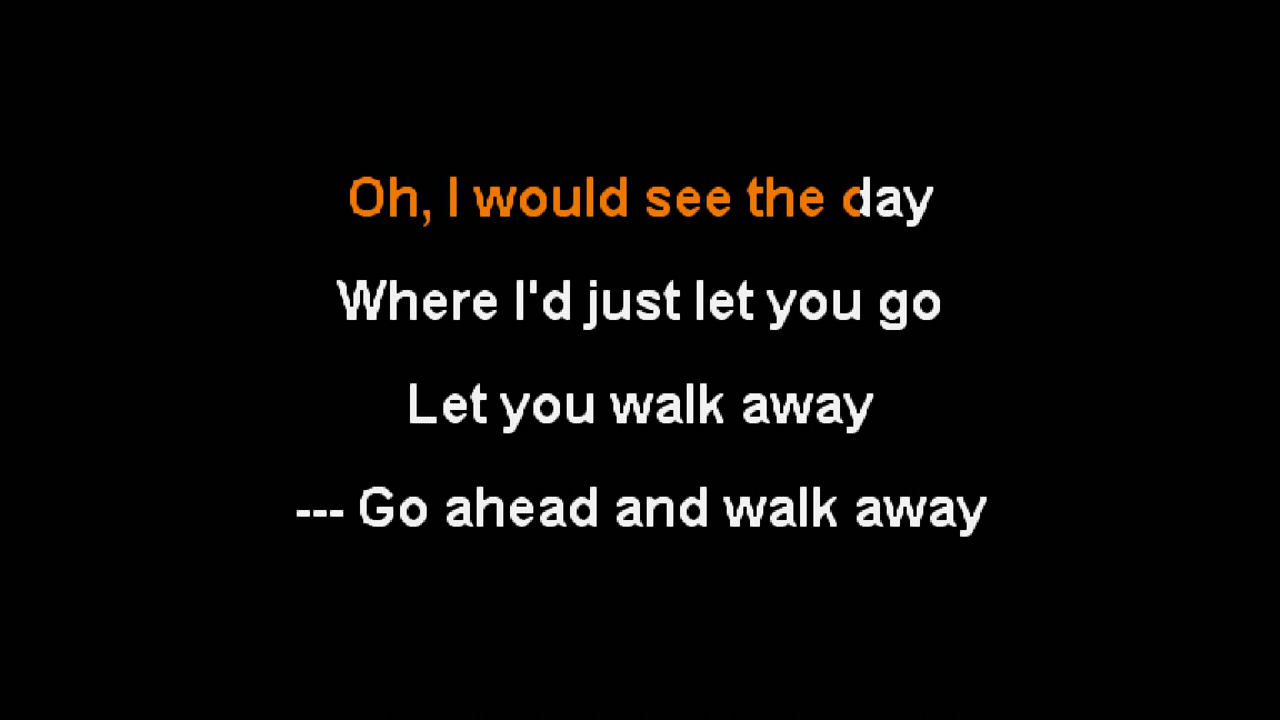 Oh, I would see the day
Where I'd just let you go
Let you walk away
--- Go ahead and walk away